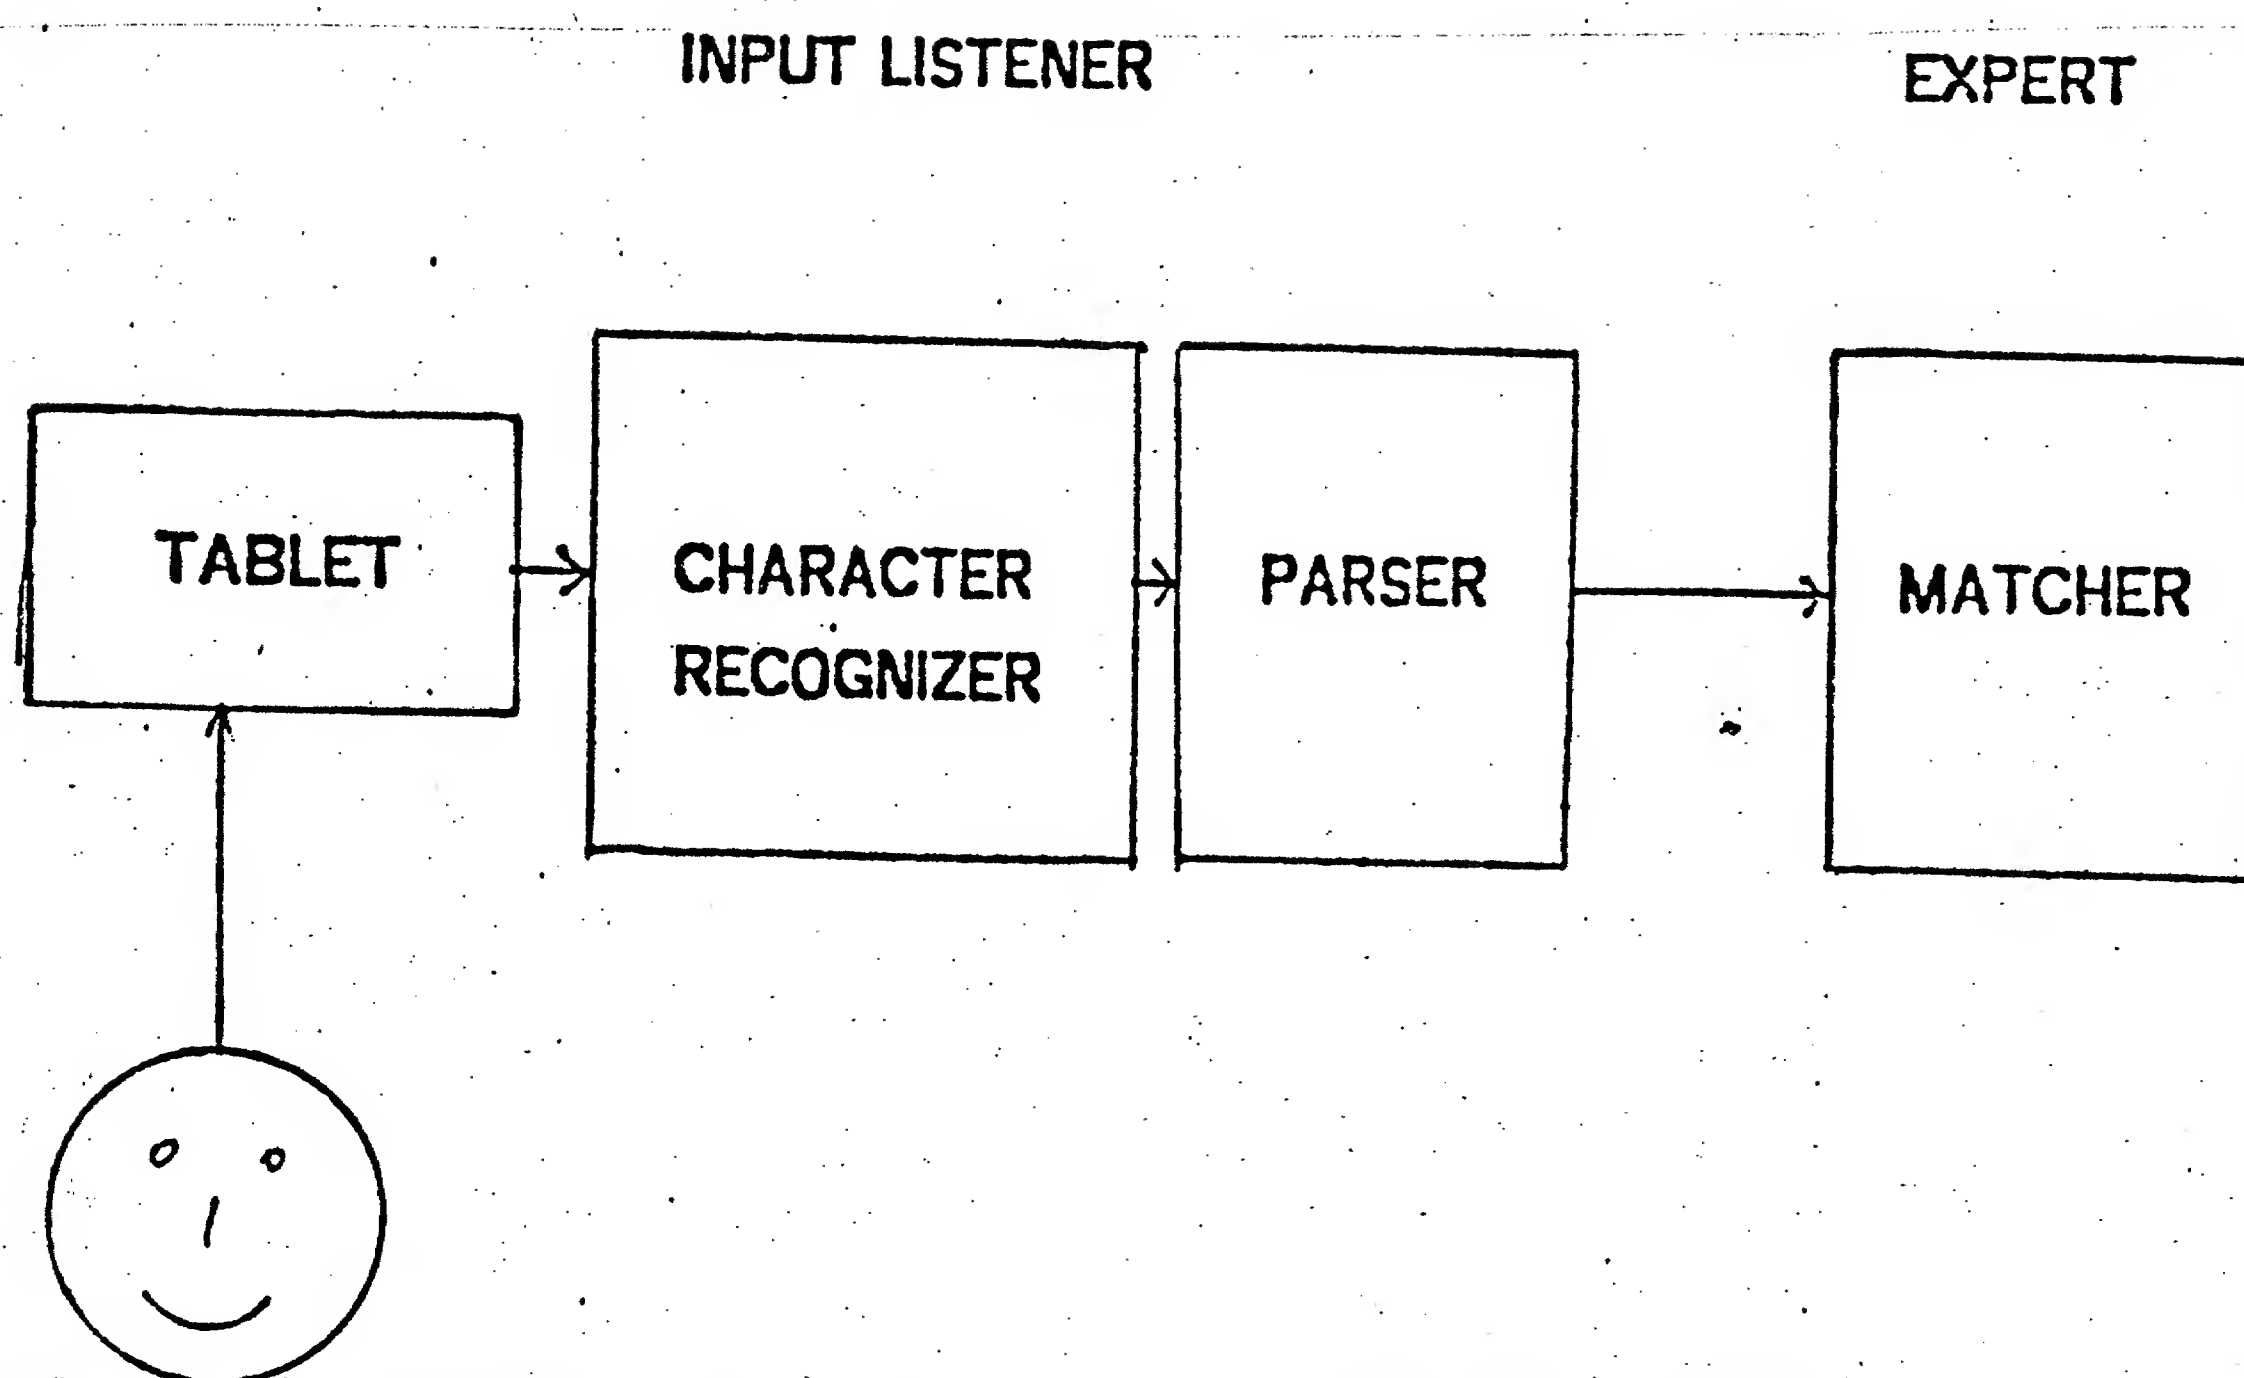 INPUT LISTENER
EXPERT
TABLET
CHARACTER
RECOGNIZER
PARSER
MATCHER